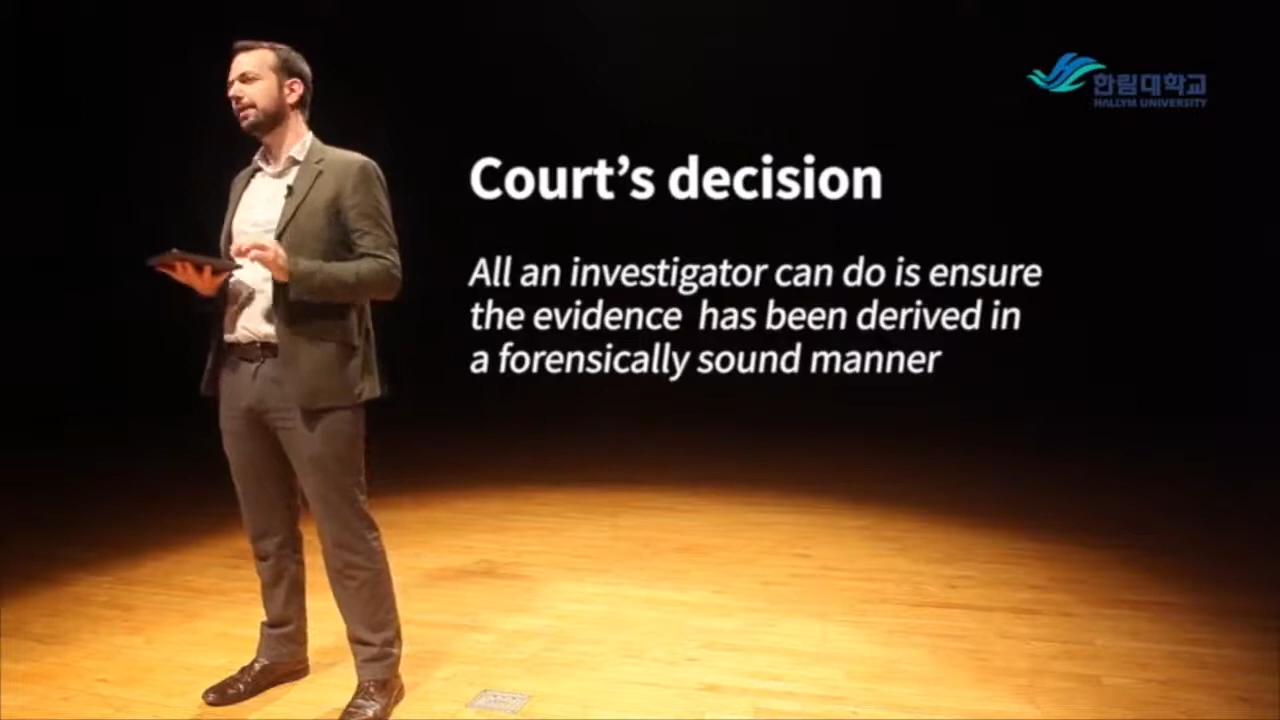 한림대학교
HALLYM UNIVERSITY
Court's decision
All an investigator can do is ensure
the evidence has been derived in
a forensically sound manner